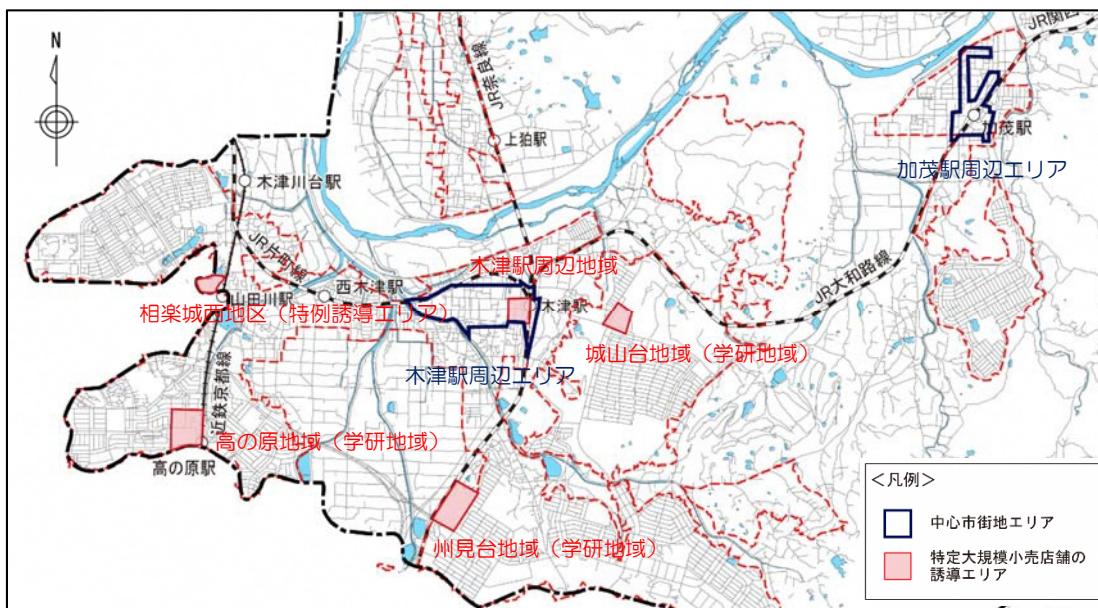 N
JR関西
JR奈良線
上狛駅
加茂駅
加茂駅周辺エリア
木津川台駅
JR片町線
木津駅周辺地域
西木津駅
山田川駅
木津駅
JR大和路線
相楽城西地区（特例誘導エリア）
城山台地域（学研地域）
木津駅周辺エリア
近鉄京都線
高の原地域（学研地域）
高の原駅
州見台地域（学研地域）
＜凡例＞
中心市街地エリア
特定大規模小売店舗の
誘導エリア